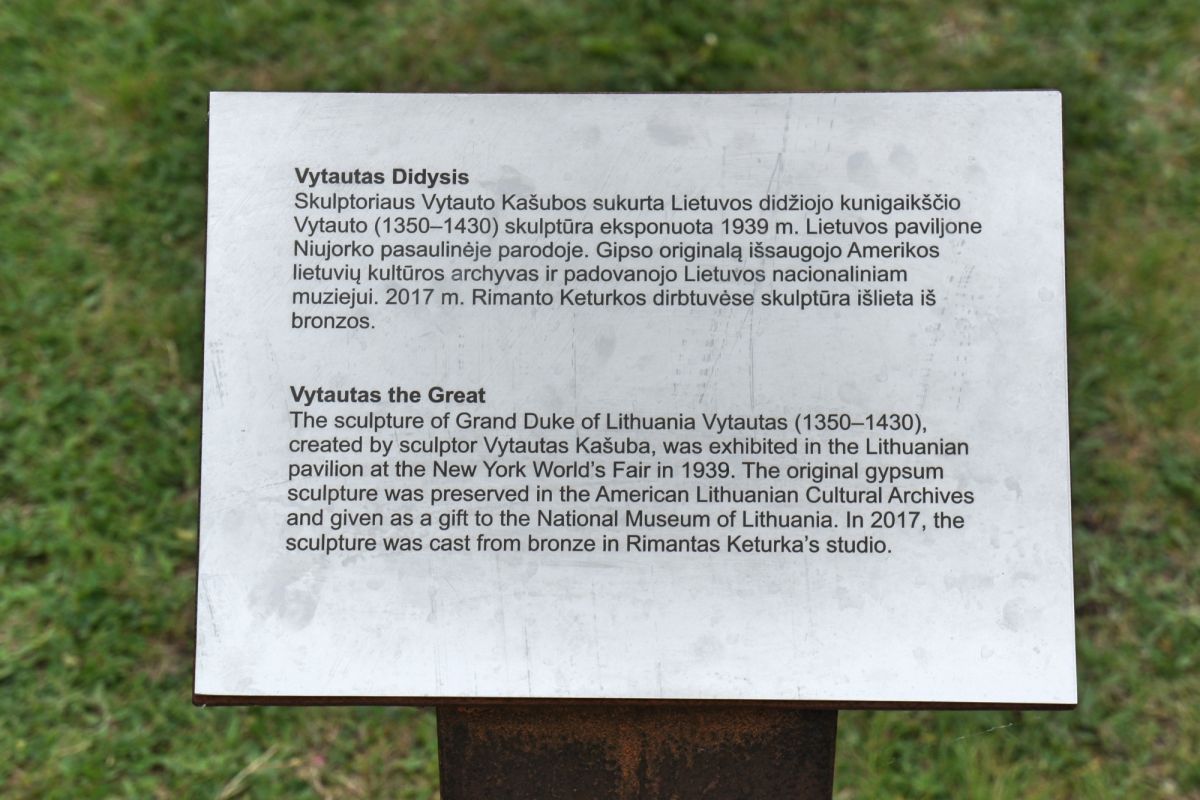 Vytautas Didysis
Skulptoriaus Vytauto Kašubos sukurta Lietuvos didžiojo kunigaikščio
Vytauto (1350–1430) skulptūra eksponuota 1939 m. Lietuvos paviljone
Niujorko pasaulinėje parodoje. Gipso originalą išsaugojo Amerikos
lietuvių kultūros archyvas ir padovanojo Lietuvos nacionaliniam
muziejui. 2017 m. Rimanto Keturkos dirbtuvėse skulptūra išlieta iš
bronzos.
Vytautas the Great
The sculpture of Grand Duke of Lithuania Vytautas (1350–1430),
created by sculptor Vytautas Kašuba, was exhibited in the Lithuanian
pavilion at the New York World’s Fair in 1939. The original gypsum
sculpture was preserved in the American Lithuanian Cultural Archives
and given as a gift to the National Museum of Lithuania. In 2017, the
sculpture was cast from bronze in Rimantas Keturka’s studio.